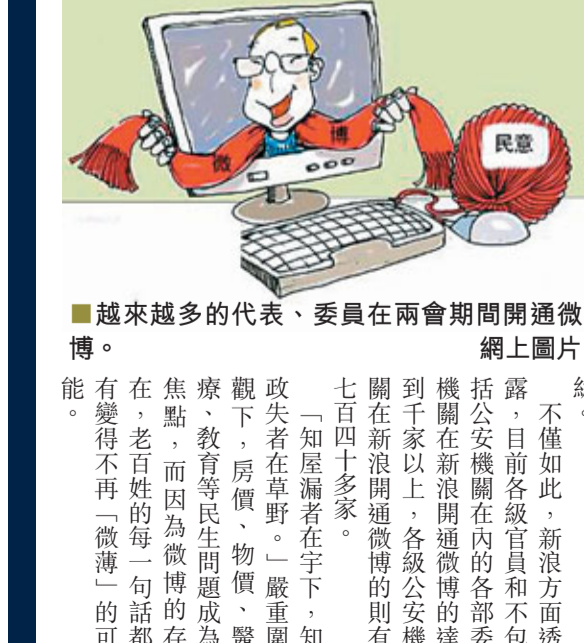 微
博
民意
■越來越多的代表、委員在兩會期間開通微
博。 網上圖片
不僅如此，新浪方面透
露，目前各級官員和不包
括公安機關在內的各部委
機關在新浪開通微博的達
到千家以上，各級公安機
關在新浪開通微博的則有
七百四十多家。
「知屋漏者在宇下，知
政失者在草野。」嚴重圍
觀下，房價、物價、醫
療、教育等民生問題成為
焦點，而因為微博的存
在，老百姓的每一句話都
有變得不再「微薄」的可
能。